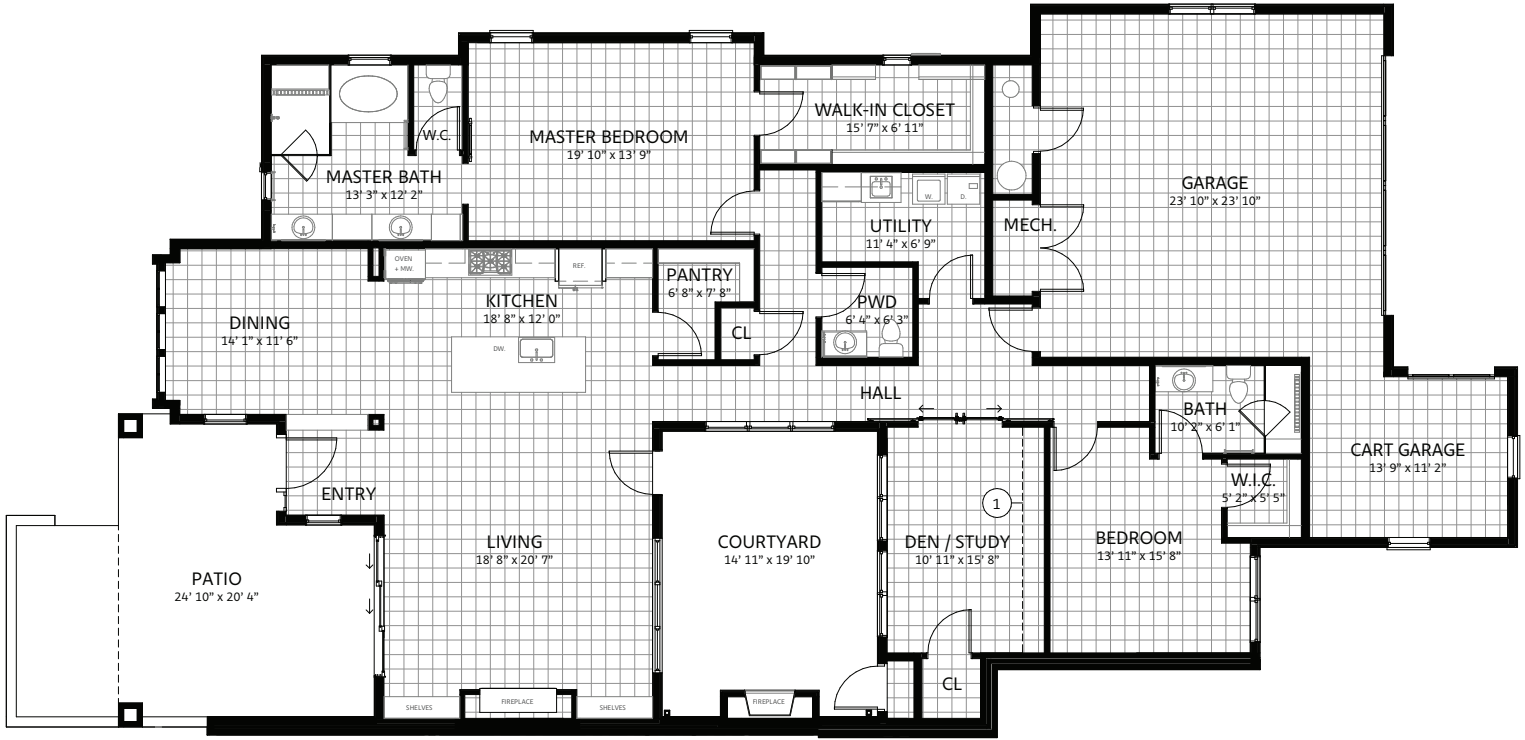 WALK-IN CLOSET
15' 7" x 6' 11"
W.C.
MASTER BEDROOM
19' 10" x 13' 9"
MASTER BATH
13' 3" x 12' 2"
GARAGE
23' 10" x 23' 10"
W.
D.
UTILITY
11' 4" x 6' 9"
MECH.
OVEN
+ MW.
REF.
PANTRY
6' 8" x 7' 8"
KITCHEN
18' 8" x 12' 0"
PWD
6' 4" x 6' 3"
DINING
14' 1" x 11' 6"
CL
DW.
HALL
BATH
10' 2" x 6' 1"
CART GARAGE
13' 9" x 11' 2"
W.I.C.
5' 2" x 5' 5"
ENTRY
1
LIVING
18' 8" x 20' 7"
COURTYARD
14' 11" x 19' 10"
DEN / STUDY
10' 11" x 15' 8"
BEDROOM
13' 11" x 15' 8"
PATIO
24' 10" x 20' 4"
CL
SHELVES
FIREPLACE
SHELVES
FIREPLACE